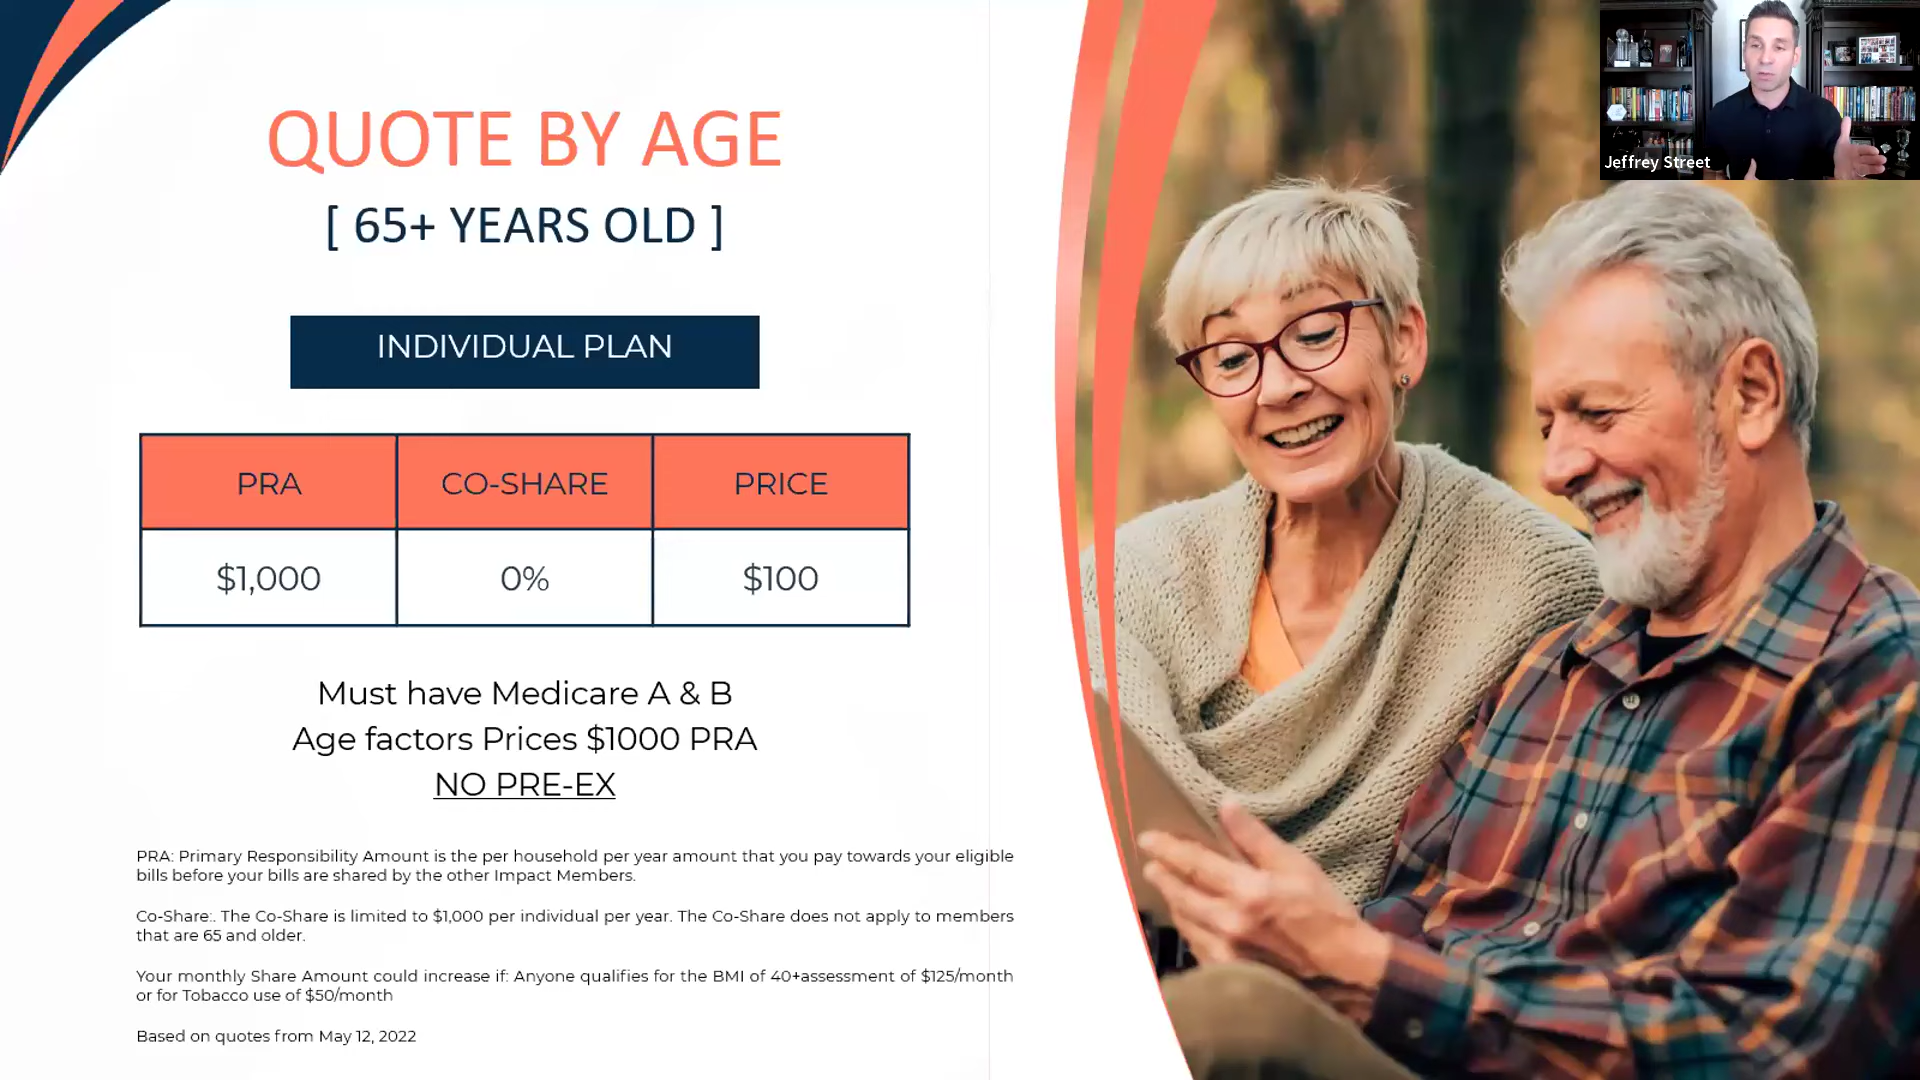 QUOTE BY AGE
[ 65+ YEARS OLD ]
INDIVIDUAL PLAN
PRA CO-SHARE PRICE
$1,000 0% $100
Must have Medicare A & B
Age factors Prices $1000 PRA
NO PRE-EX
PRA: Primary Responsibility Amount is the per household per year amount that you pay towards your eligible
bills before your bills are shared by the other Impact Members.
Co-Share:. The Co-Share is limited to $1,000 per individual per year. The Co-Share does not apply to members
that are 65 and older.
Your monthly Share Amount could increase if: Anyone qualifies for the BMI of 40+assessment of $125/month
or for Tobacco use of $50/month
Based on quotes from May 12, 2022
Jeffrey Street